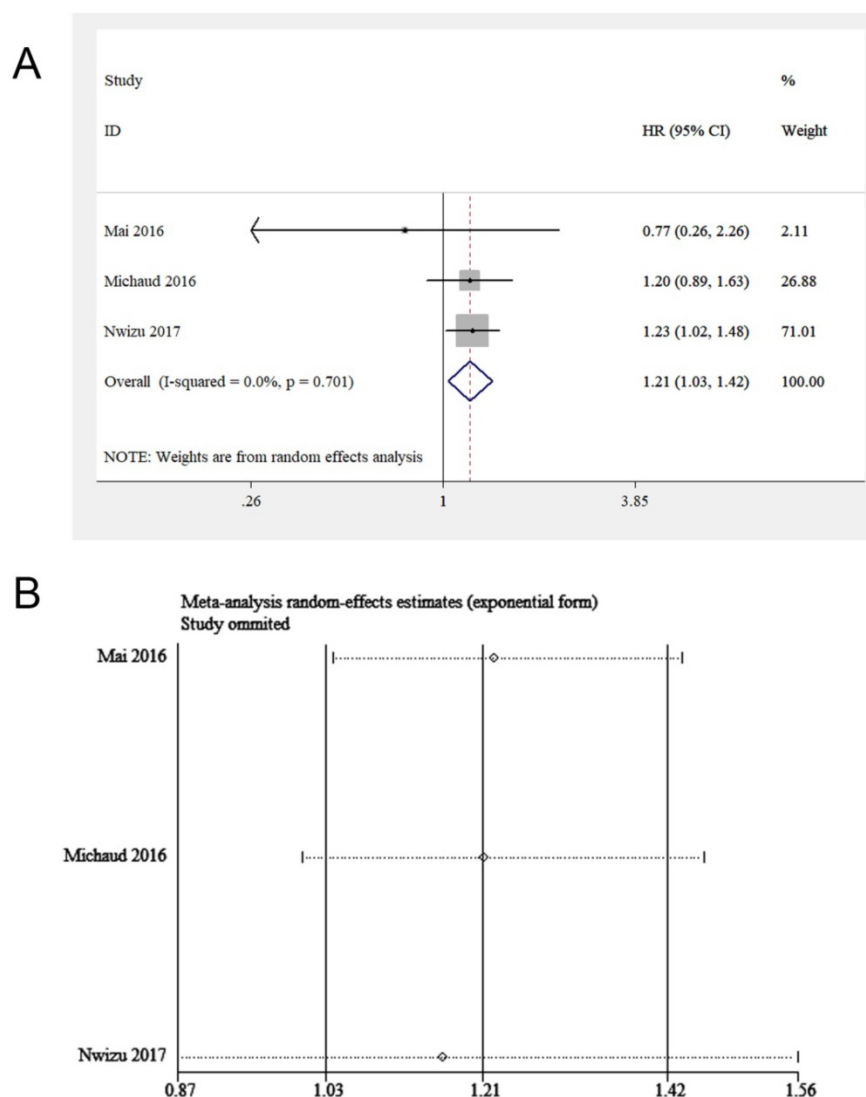 A
Study %
ID HR (95% CI) Weight
Mai 2016 0.77 (0.26, 2.26) 2.11
Michaud 2016 1.20 (0.89, 1.63) 26.88
Nwizu 2017 1.23 (1.02, 1.48) 71.01
Overall (I-squared = 0.0%, p = 0.701) 1.21 (1.03, 1.42) 100.00
NOTE: Weights are from random effects analysis
.26 1 3.85
B
Meta-analysis random-effects estimates (exponential form)
Study ommited
Mai 2016
Michaud 2016
Nwizu 2017
0.87 1.03 1.21 1.42 1.56